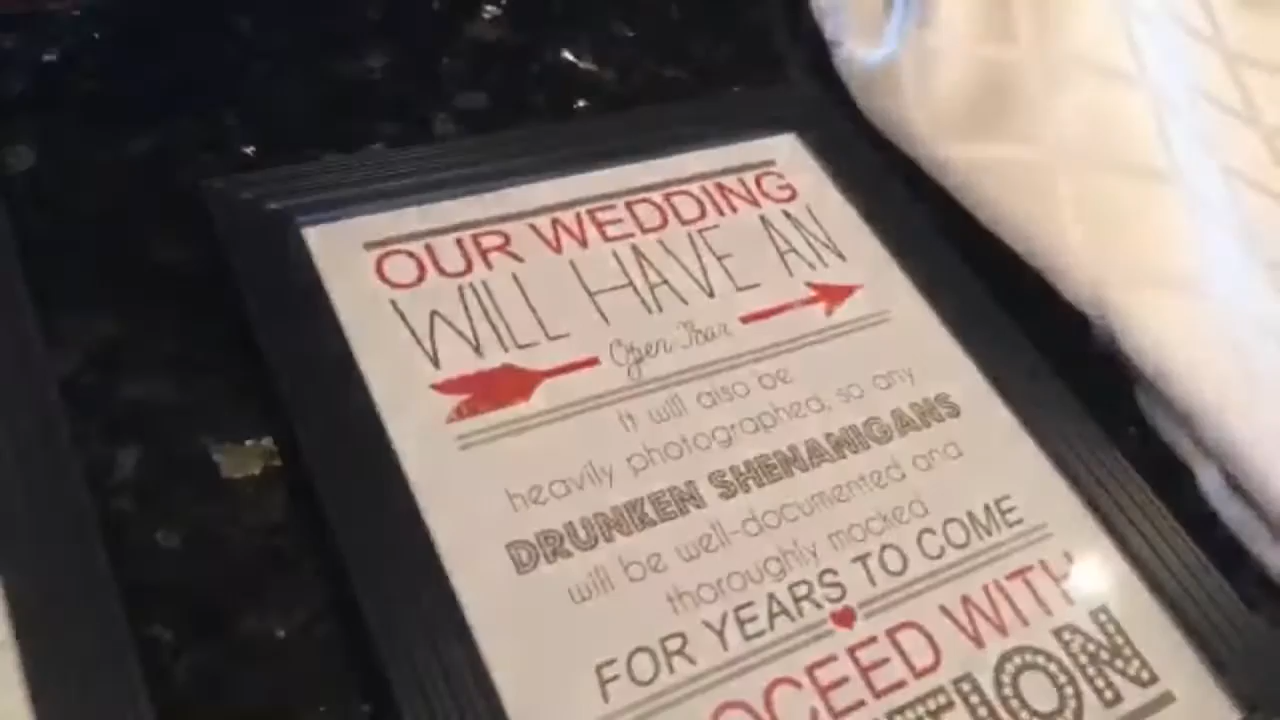 OUR WEDDING
WILL HAVE AN
Open Bar
It will also be
heavily photographed, so any
DRUNKEN SHENANIGANS
will be well-documented and
thoroughly mocked
FOR YEARS TO COME
OCEED WITH
TION